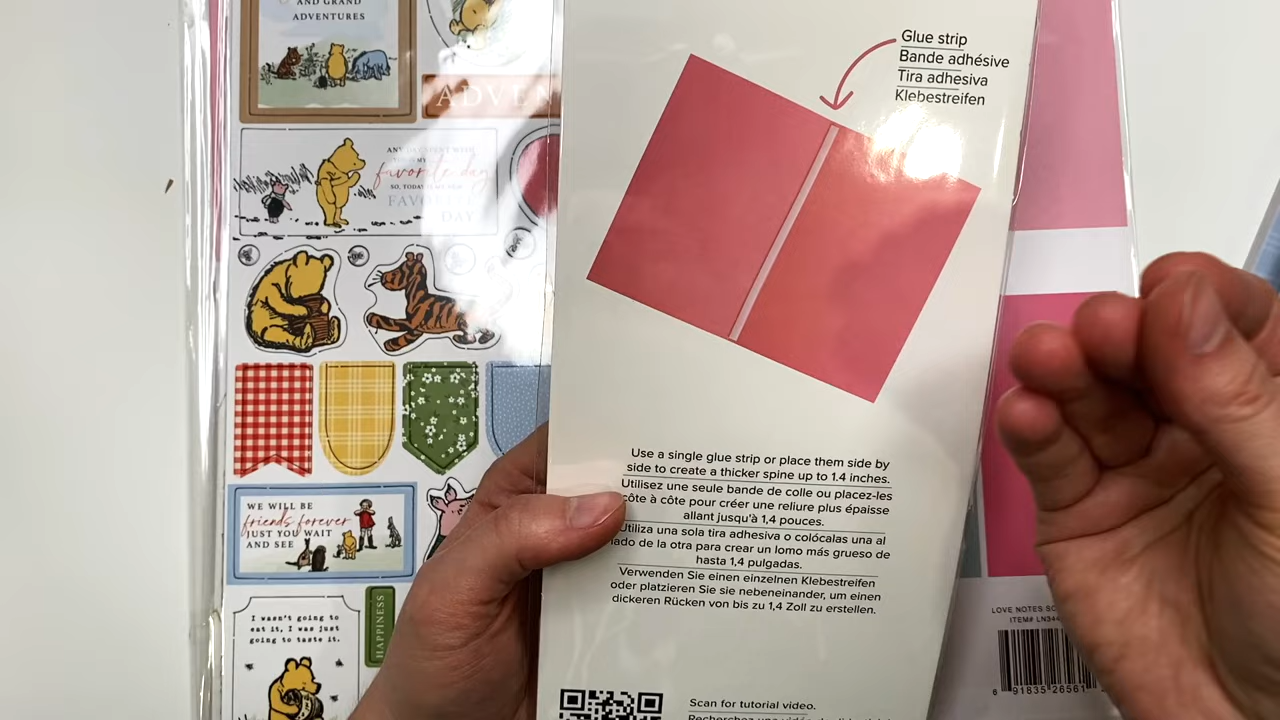 AND GRAND
ADVENTURES
ADVEN
ANY DAY SPENT WITH
YOU IS MY
favorite day
SO, TODAY IS MY NEW
FAVORITE
DAY
WE WILL BE
friends forever
JUST YOU WAIT
AND SEE
HAPPINESS
I wasn't going to
eat it, I was just
going to taste it.
Glue strip
Bande adhésive
Tira adhesiva
Klebestreifen
Use a single glue strip or place them side by
side to create a thicker spine up to 1.4 inches.
Utilisez une seule bande de colle ou placez-les
côte à côte pour créer une reliure plus épaisse
allant jusqu'à 1,4 pouces.
Utiliza una sola tira adhesiva o colócalas una al
lado de la otra para crear un lomo más grueso de
hasta 1,4 pulgadas.
Verwenden Sie einen einzelnen Klebestreifen
oder platzieren Sie sie nebeneinander, um einen
dickeren Rücken von bis zu 1,4 Zoll zu erstellen.
Scan for tutorial video.
LOVE NOTES
ITEM# LN344
6 91835 26561